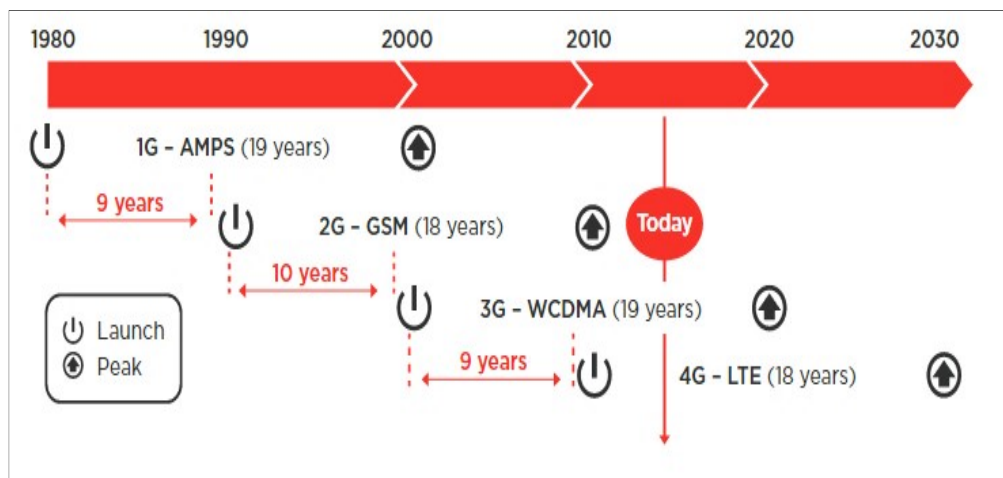 1980 1990 2000 2010 2020 2030
1G – AMPS (19 years)
9 years
2G – GSM (18 years)
Today
10 years
3G – WCDMA (19 years)
Launch
Peak
9 years
4G – LTE (18 years)